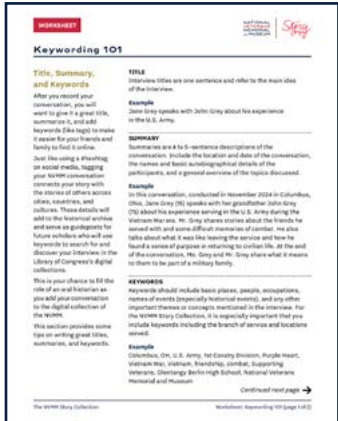 WORKSHEET
NATIONAL
VETERANS
MEMORIAL
MUSEUM
Story
Keywording 101
Title, Summary,
and Keywords
After you record your
conversation, you will
want to give it a great title,
summarize it, and add
keywords (like tags) to make
it easier for your friends and
family to find it online.
Just like using a #hashtag
on social media, tagging
your NVMM conversation
connects your story with
the stories of others across
cities, countries, and
cultures. These details will
add to the historical archive
and serve as guideposts for
future scholars who will use
keywords to search for and
discover your interview in the
Library of Congress's digital
collections.
This is your chance to fill the
role of an oral historian as
you add your conversation
to the digital collection of
the NVMM.
This section provides some
tips on writing great titles,
summaries, and keywords.
TITLE
Interview titles are one sentence and refer to the main idea
of the interview.
Example
Jane Grey speaks with John Grey about his experience
in the U.S. Army.
SUMMARY
Summaries are 4 to 5-sentence descriptions of the
conversation. Include the location and date of the conversation,
the names and basic autobiographical details of the
participants, and a general overview of the topics discussed.
Example
In this conversation, conducted in November 2024 in Columbus,
Ohio, Jane Grey (16) speaks with her grandfather John Grey
(75) about his experience serving in the U.S. Army during the
Vietnam War era. Mr. Grey shares stories about the friends he
served with and some difficult memories of combat. He also
talks about what it was like leaving the service and how he
found a sense of purpose in returning to civilian life. At the end
of the conversation, Ms. Grey and Mr. Grey share what it means
to them to be part of a military family.
KEYWORDS
Keywords should include basic places, people, occupations,
names of events (especially historical events), and any other
important themes or concepts mentioned in the interview. For
the NVMM Story Collection, it is especially important that you
include keywords including the branch of service and locations
served.
Example
Columbus, OH, U.S. Army, 1st Cavalry Division, Purple Heart,
Vietnam War, Vietnam, friendship, combat, Supporting
Veterans, Olentangy Berlin High School, National Veterans
Memorial and Museum
Continued next page →
The NVMM Story Collection
Worksheet: Keywording 101 (page 1 of 2)